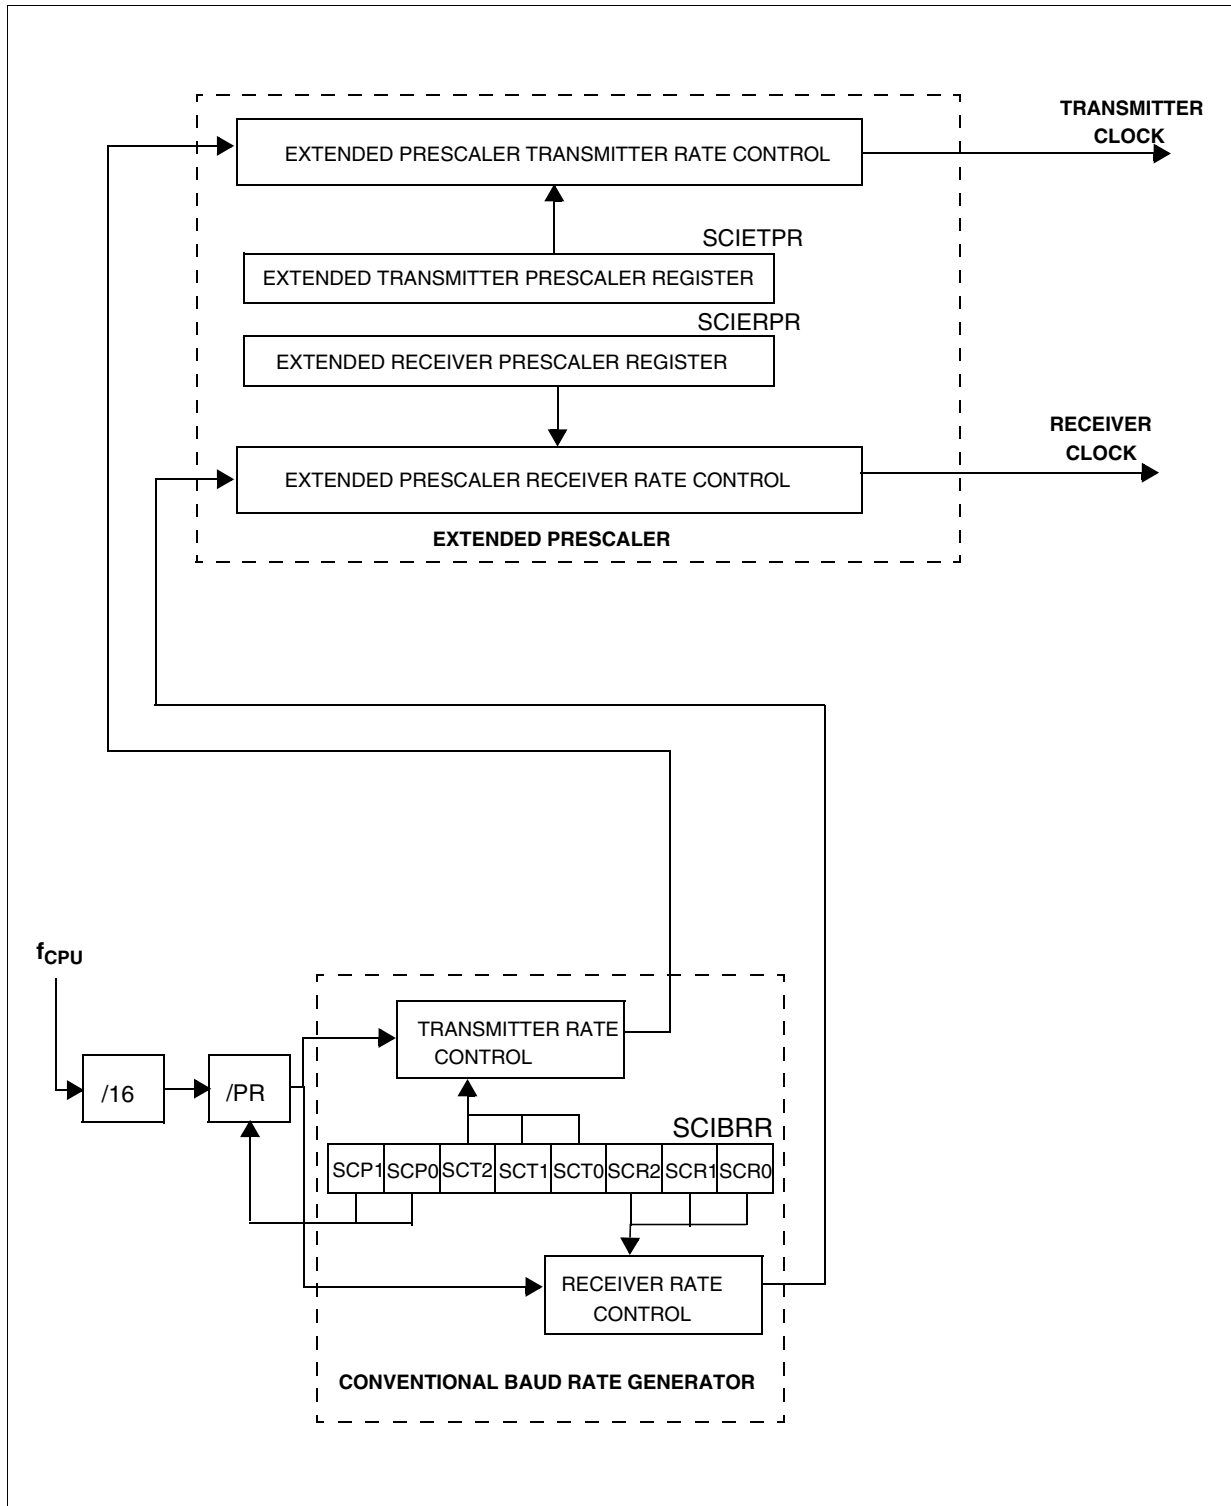 TRANSMITTER
CLOCK
EXTENDED PRESCALER TRANSMITTER RATE CONTROL
SCIETPR
EXTENDED TRANSMITTER PRESCALER REGISTER
SCIERPR
EXTENDED RECEIVER PRESCALER REGISTER
RECEIVER
CLOCK
EXTENDED PRESCALER RECEIVER RATE CONTROL
EXTENDED PRESCALER
fCPU
TRANSMITTER RATE
CONTROL
/16
/PR
SCIBRR
SCP1 SCP0 SCT2 SCT1 SCT0 SCR2 SCR1 SCR0
RECEIVER RATE
CONTROL
CONVENTIONAL BAUD RATE GENERATOR